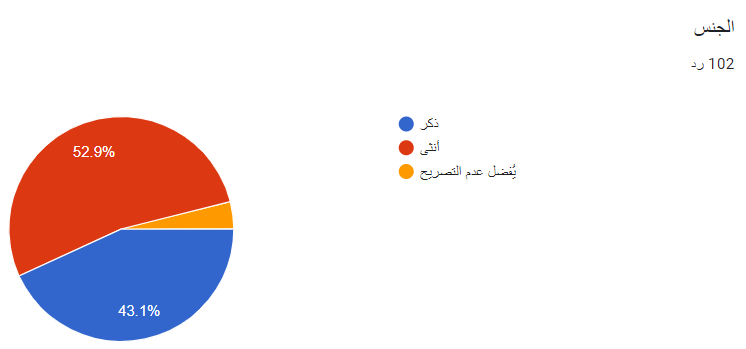 الجنس
102 رد
ذكر
أنثى
يُفضل عدم التصريح
52.9%
43.1%